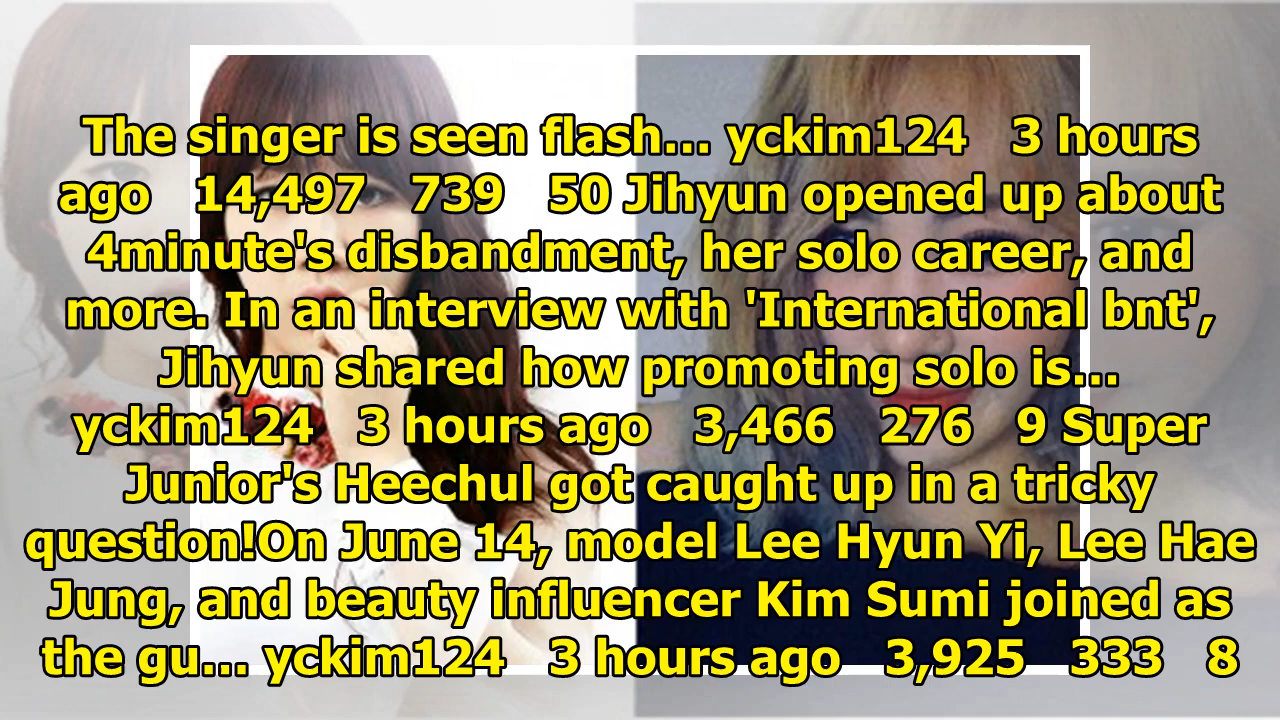 The singer is seen flash... yckim124 3 hours
ago 14,497 739 50 Jihyun opened up about
4minute's disbandment, her solo career, and
more. In an interview with 'International bnt',
Jihyun shared how promoting solo is...
yckim124 3 hours ago 3,466 276 9 Super
Junior's Heechul got caught up in a tricky
question!On June 14, model Lee Hyun Yi, Lee Hae
Jung, and beauty influencer Kim Sumi joined as
the gu... yckim124 3 hours ago 3,925 333 8